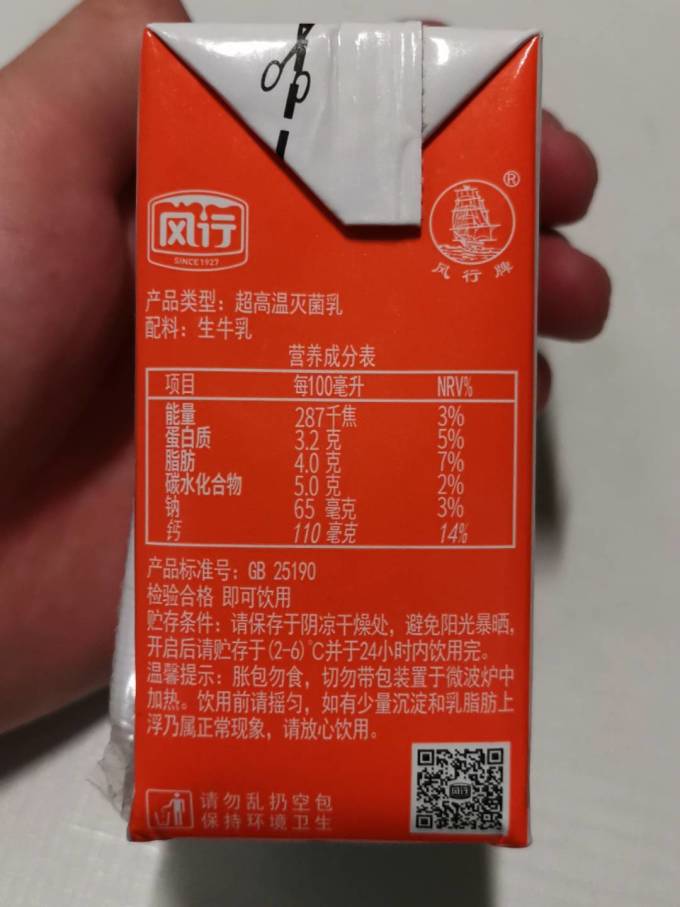 风行
SINCE 1927
®
风行牌
产品类型：超高温灭菌乳
配料：生牛乳
营养成分表
项目 每100毫升 NRV%
能量 287千焦 3%
蛋白质 3.2 克 5%
脂肪 4.0 克 7%
碳水化合物 5.0 克 2%
钠 65 毫克 3%
钙 110 毫克 14%
产品标准号：GB 25190
检验合格 即可饮用
贮存条件：请保存于阴凉干燥处，避免阳光暴晒，
开启后请贮存于(2-6)℃并于24小时内饮用完。
温馨提示：胀包勿食，切勿带包装置于微波炉中
加热。饮用前请摇匀，如有少量沉淀和乳脂肪上
浮乃属正常现象，请放心饮用。
风行
请勿乱扔空包
保持环境卫生